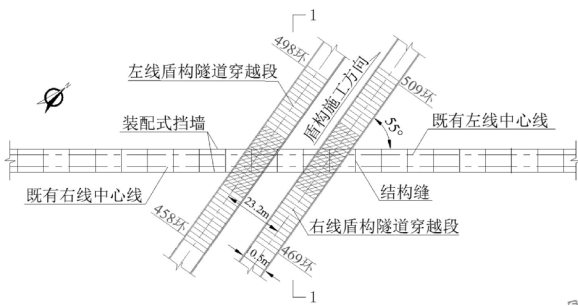 1
498环
左线盾构隧道穿越段
盾构施工方向
509环
装配式挡墙
55°
既有左线中心线
既有右线中心线
结构缝
23.2m
458环
右线盾构隧道穿越段
0.5m
469环
1